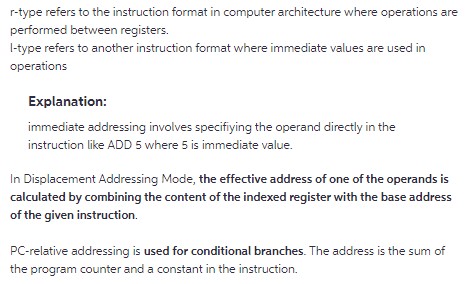 r-type refers to the instruction format in computer architecture where operations are
performed between registers.
I-type refers to another instruction format where immediate values are used in
operations
Explanation:
immediate addressing involves specifiying the operand directly in the
instruction like ADD 5 where 5 is immediate value.
In Displacement Addressing Mode, the effective address of one of the operands is
calculated by combining the content of the indexed register with the base address
of the given instruction.
PC-relative addressing is used for conditional branches. The address is the sum of
the program counter and a constant in the instruction.